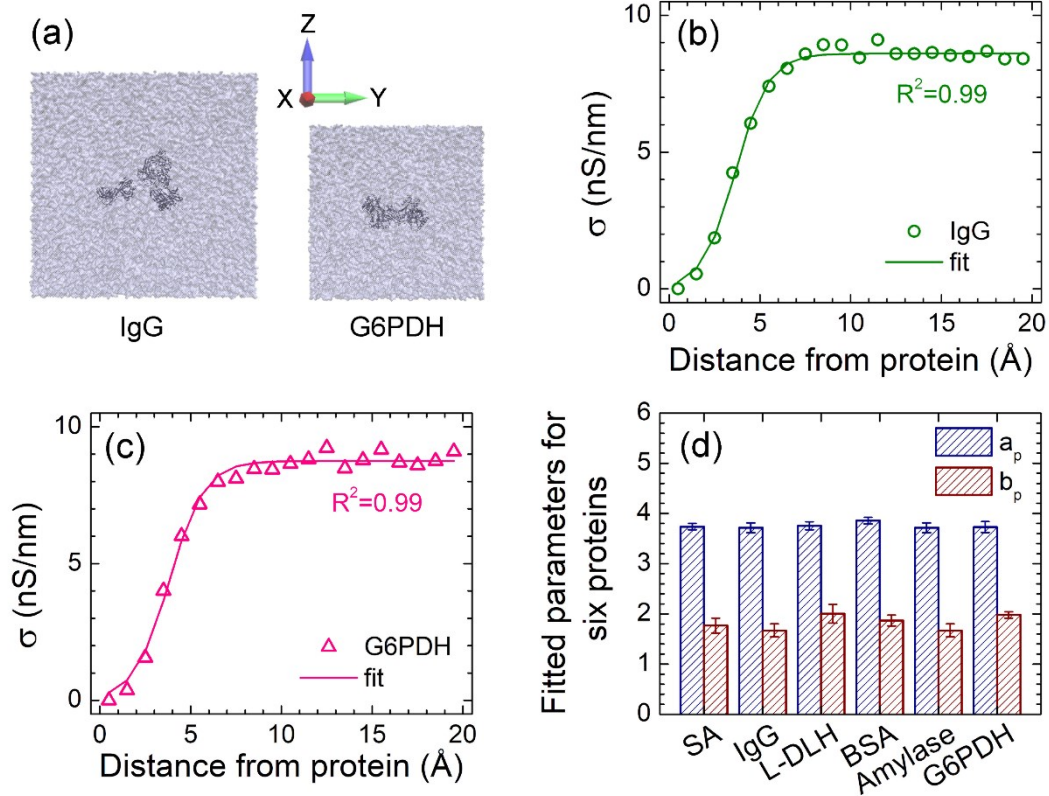 (a)
Z
X
Y
IgG
G6PDH
(b)
10
5
0
σ (nS/nm)
R²=0.99
IgG
fit
0 5 10 15 20
Distance from protein (Å)
(c)
10
5
0
σ (nS/nm)
R²=0.99
G6PDH
fit
0 5 10 15 20
Distance from protein (Å)
(d)
6
5
4
3
2
1
0
Fitted parameters for
six proteins
aₚ
bₚ
SA
IgG
L-DLH
BSA
Amylase
G6PDH